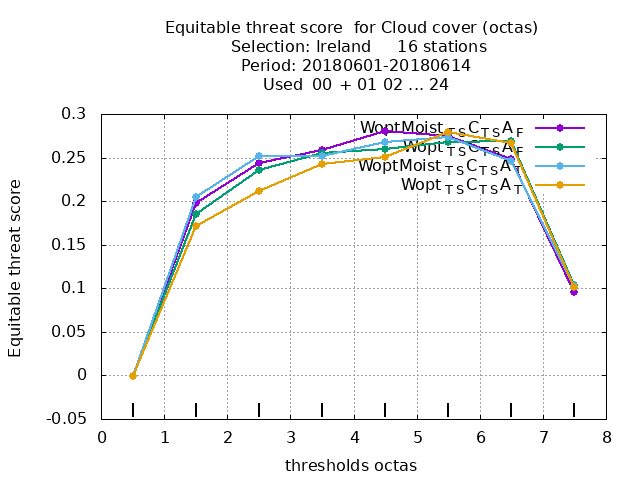 Equitable threat score for Cloud cover (octas)
Selection: Ireland 16 stations
Period: 20180601-20180614
Used 00 + 01 02 ... 24
Equitable threat score
0.3
0.25
0.2
0.15
0.1
0.05
0
-0.05
WoptMoist TS C TS A F
Wopt TS C TS A F
WoptMoist TS C TS A T
Wopt TS C TS A T
0 1 2 3 4 5 6 7 8
thresholds octas